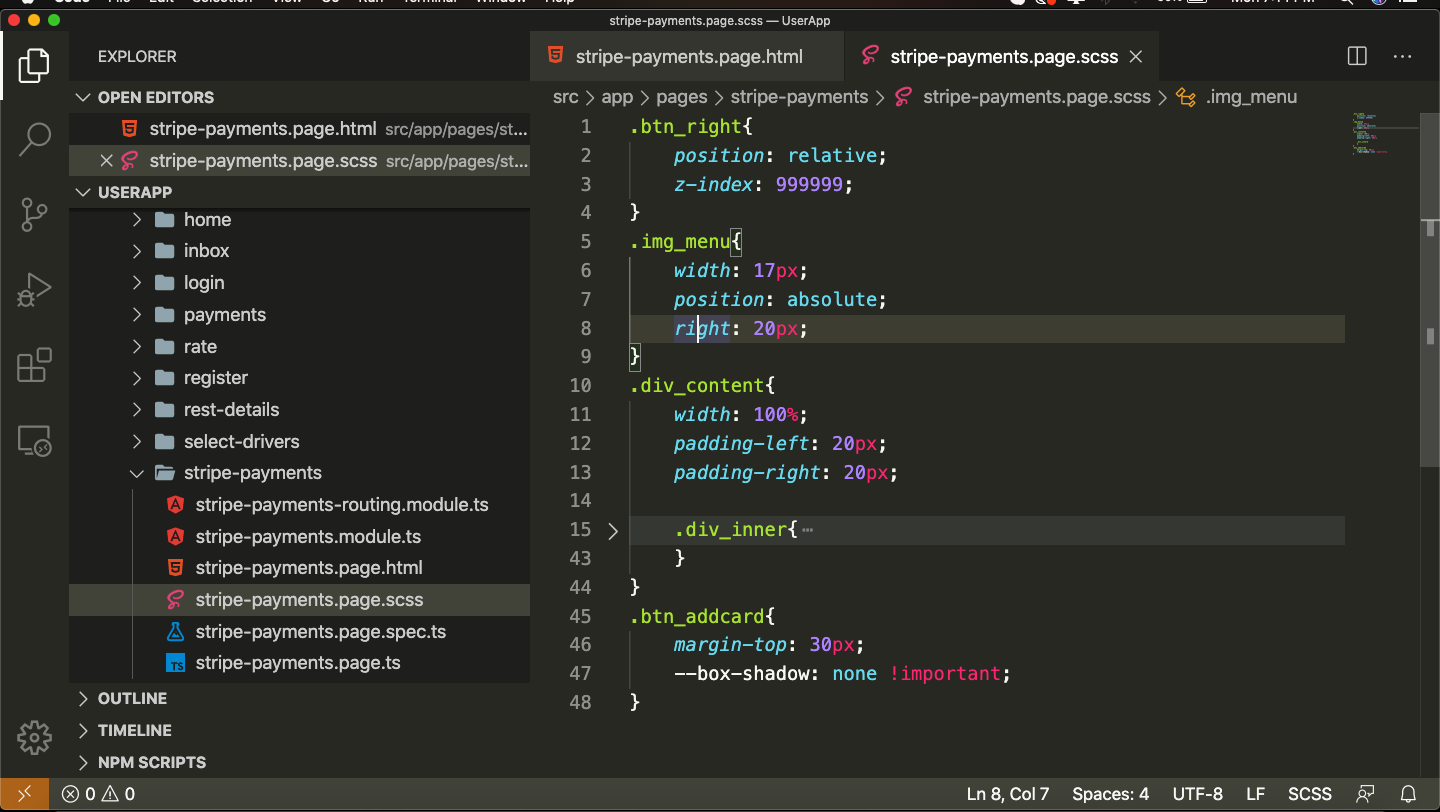 stripe-payments.page.scss — UserApp
EXPLORER
OPEN EDITORS
stripe-payments.page.html src/app/pages/st...
stripe-payments.page.scss src/app/pages/st...
USERAPP
home
inbox
login
payments
rate
register
rest-details
select-drivers
stripe-payments
stripe-payments-routing.module.ts
stripe-payments.module.ts
stripe-payments.page.html
stripe-payments.page.scss
stripe-payments.page.spec.ts
TS stripe-payments.page.ts
OUTLINE
TIMELINE
NPM SCRIPTS
stripe-payments.page.html stripe-payments.page.scss
src > app > pages > stripe-payments > stripe-payments.page.scss > .img_menu
1 .btn_right{
2 position: relative;
3 z-index: 999999;
4 }
5 .img_menu{
6 width: 17px;
7 position: absolute;
8 right: 20px;
9 }
10 .div_content{
11 width: 100%;
12 padding-left: 20px;
13 padding-right: 20px;
14
15 .div_inner{ ⋯
43 }
44 }
45 .btn_addcard{
46 margin-top: 30px;
47 --box-shadow: none !important;
48 }
0 0 Ln 8, Col 7 Spaces: 4 UTF-8 LF SCSS